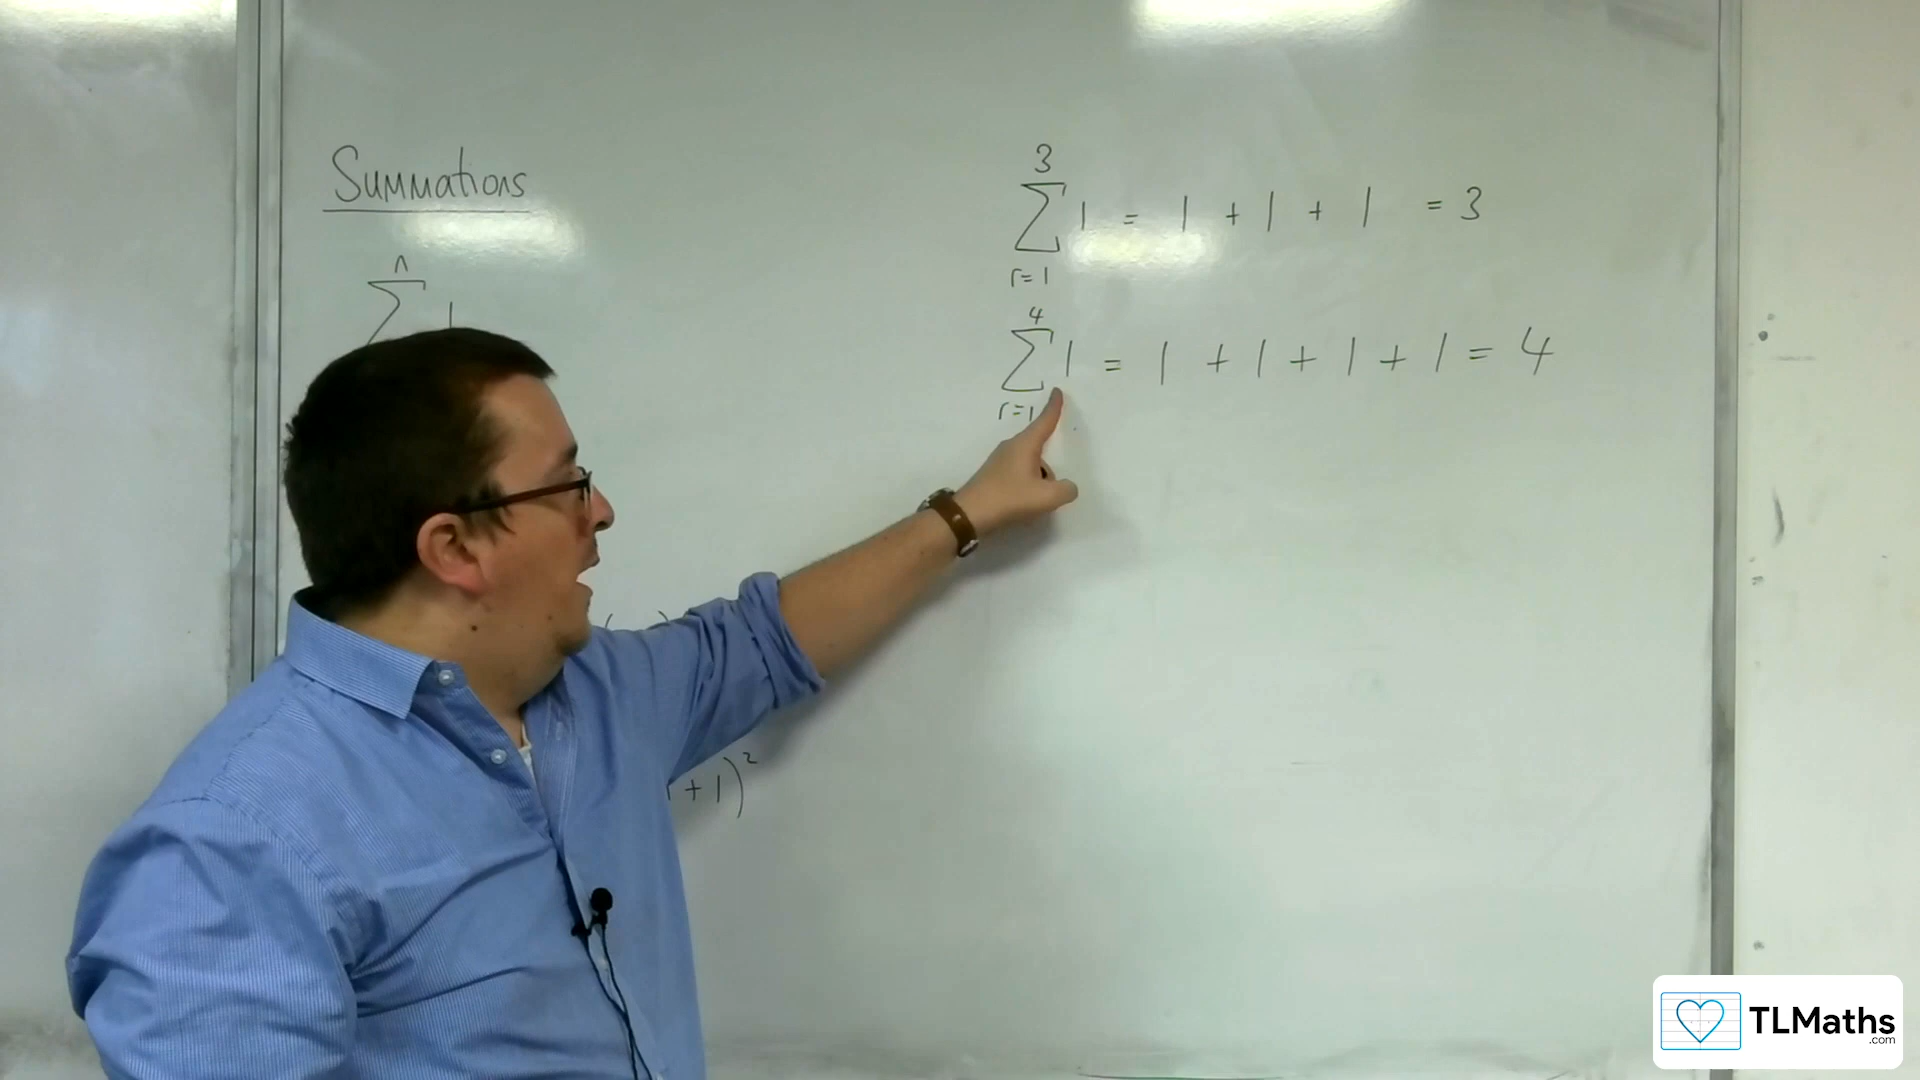 Summations
n
∑ 1
3
∑ 1 = 1 + 1 + 1 = 3
r=1
4
∑ 1 = 1 + 1 + 1 + 1 = 4
r=1
+ 1)²
TLMaths
.com